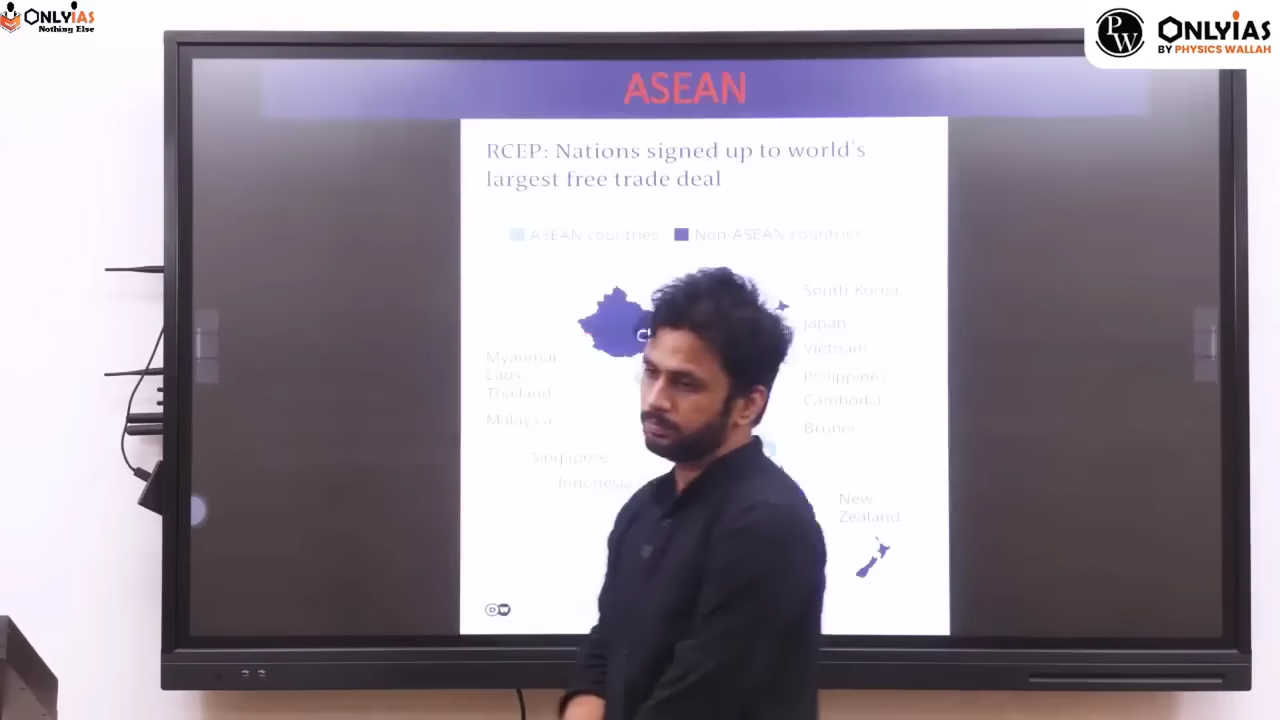 ONLYIAS
Nothing Else
PW
ONLYIAS
BY PHYSICS WALLAH
ASEAN
RCEP: Nations signed up to world's
largest free trade deal
ASEAN countries
Non-ASEAN countries
South Korea
Japan
Vietnam
Myanmar
Laos
Philippines
Thailand
Cambodia
Malaysia
Brunei
Singapore
Indonesia
New
Zealand
DW